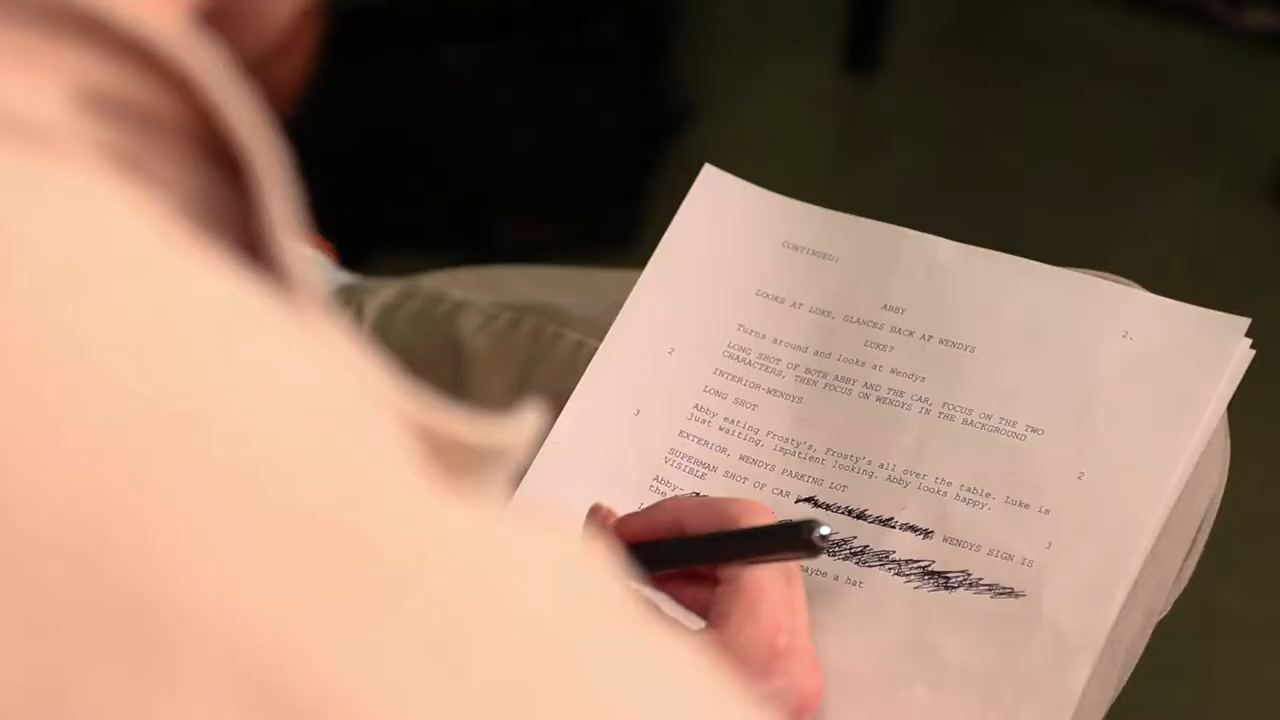 CONTINUED:
2.
ABBY
LOOKS AT LUKE, GLANCES BACK AT WENDYS
LUKE?
Turns around and looks at Wendys
2 LONG SHOT OF BOTH ABBY AND THE CAR, FOCUS ON THE TWO 2
CHARACTERS, THEN FOCUS ON WENDYS IN THE BACKGROUND
INTERIOR-WENDYS
LONG SHOT
3 Abby eating Frosty's, Frosty's all over the table. Luke is 3
just waiting, impatient looking. Abby looks happy.
EXTERIOR, WENDYS PARKING LOT
SUPERMAN SHOT OF CAR WENDYS SIGN IS
VISIBLE
Abby-
the
maybe a hat